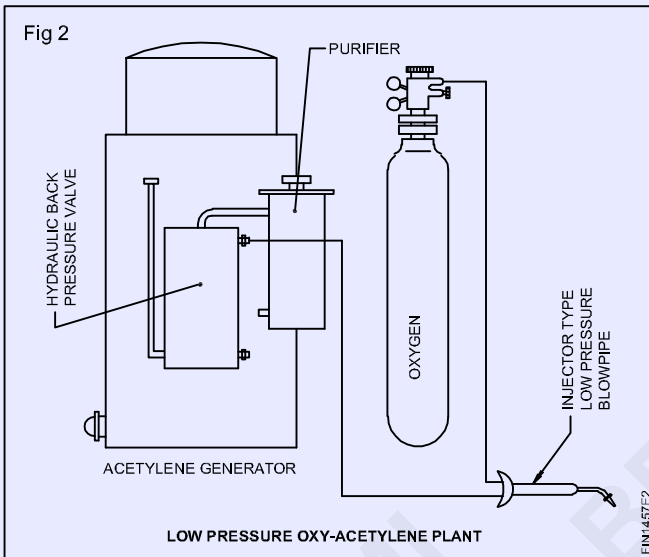 Fig 2
PURIFIER
HYDRAULIC BACK
PRESSURE VALVE
OXYGEN
INJECTOR TYPE
LOW PRESSURE
BLOWPIPE
ACETYLENE GENERATOR
LOW PRESSURE OXY-ACETYLENE PLANT
FIN1457F2